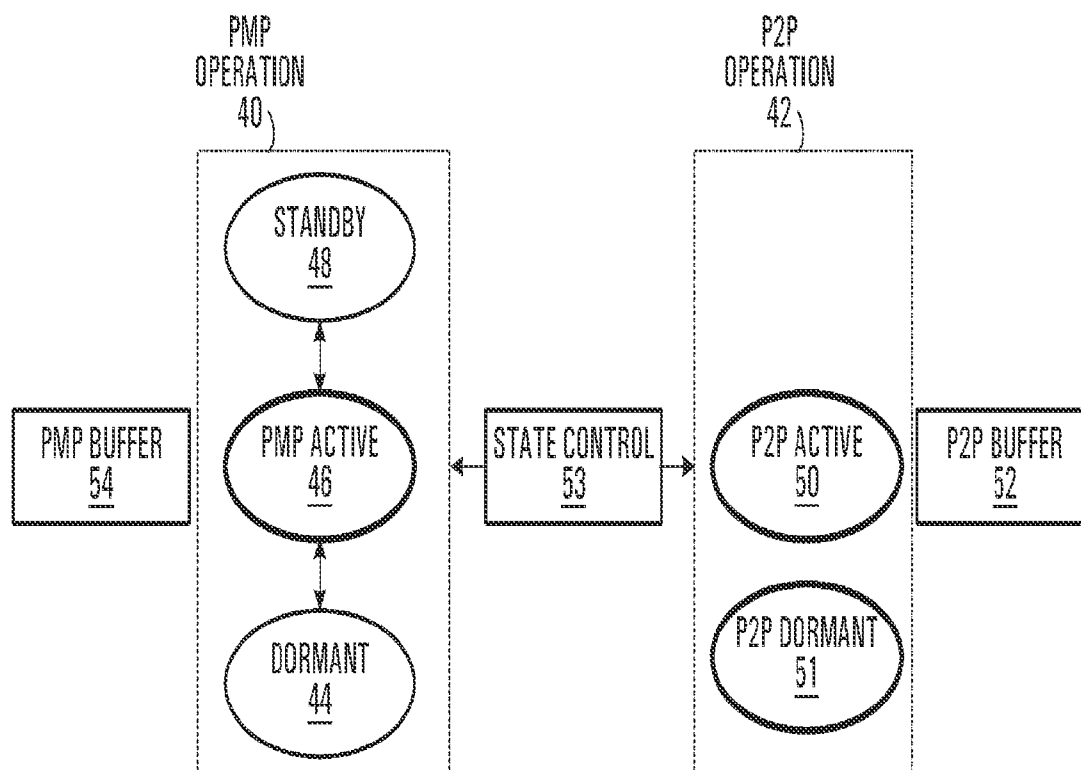 PMP
OPERATION
40
P2P
OPERATION
42
STANDBY
48
PMP BUFFER
54
PMP ACTIVE
46
STATE CONTROL
53
P2P ACTIVE
50
P2P BUFFER
52
DORMANT
44
P2P DORMANT
51